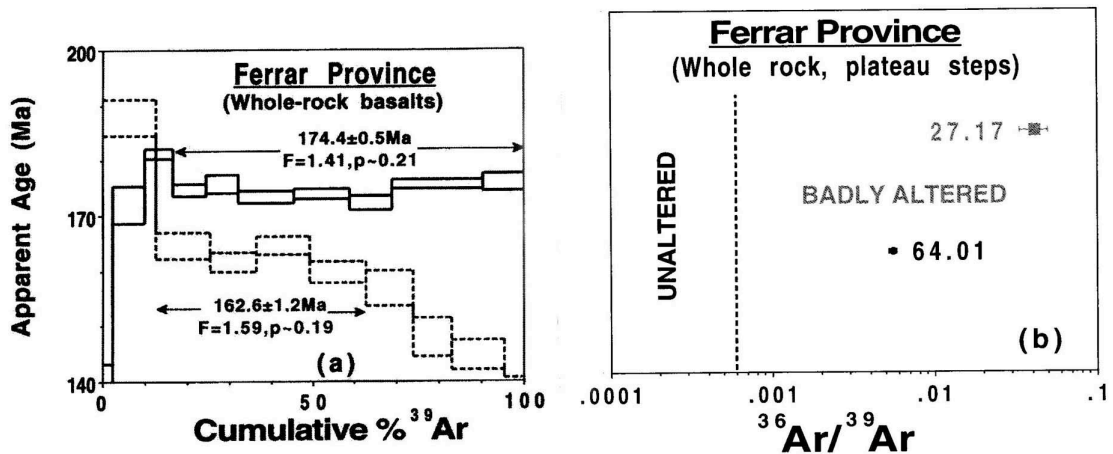 200
170
140
Apparent Age (Ma)
Ferrar Province
(Whole-rock basalts)
174.4±0.5Ma
F=1.41,p~0.21
162.6±1.2Ma
F=1.59,p~0.19
(a)
0
50
100
Cumulative % ³⁹Ar
Ferrar Province
(Whole rock, plateau steps)
27.17
UNALTERED
BADLY ALTERED
64.01
(b)
.0001
.001
.01
.1
³⁶Ar/³⁹Ar